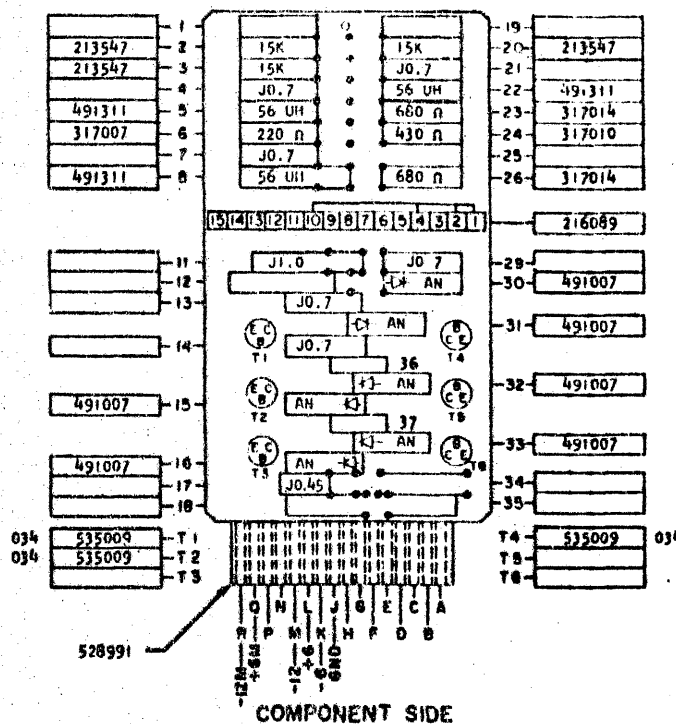 1 19
213547 2 15K 15K 20 213547
213547 3 15K J0.7 21
4 J0.7 56 UH 22 491311
491311 5 56 UH 680 Ω 23 317014
317007 6 220 Ω 430 Ω 24 317010
7 J0.7 25
491311 8 56 UH 680 Ω 26 317014
15 14 13 12 11 10 9 8 7 6 5 4 3 2 1 216089
11 J1.0 J0.7 29
12 AN 30 491007
13 J0.7
AN 31 491007
14 E C B T1 J0.7 B C E T4
36
AN 32 491007
491007 15 E C B T2 AN B C E T5
37
AN 33 491007
491007 16 E C B T3 AN B C E T6
17 J0.45 34
18 35
034 535009 T1 T4 535009 034
034 535009 T2 T5
T3 T6
Q N L J G E C A
R P M K H F D B
528991
-12M +6M -12 +6 -6 GND
COMPONENT SIDE